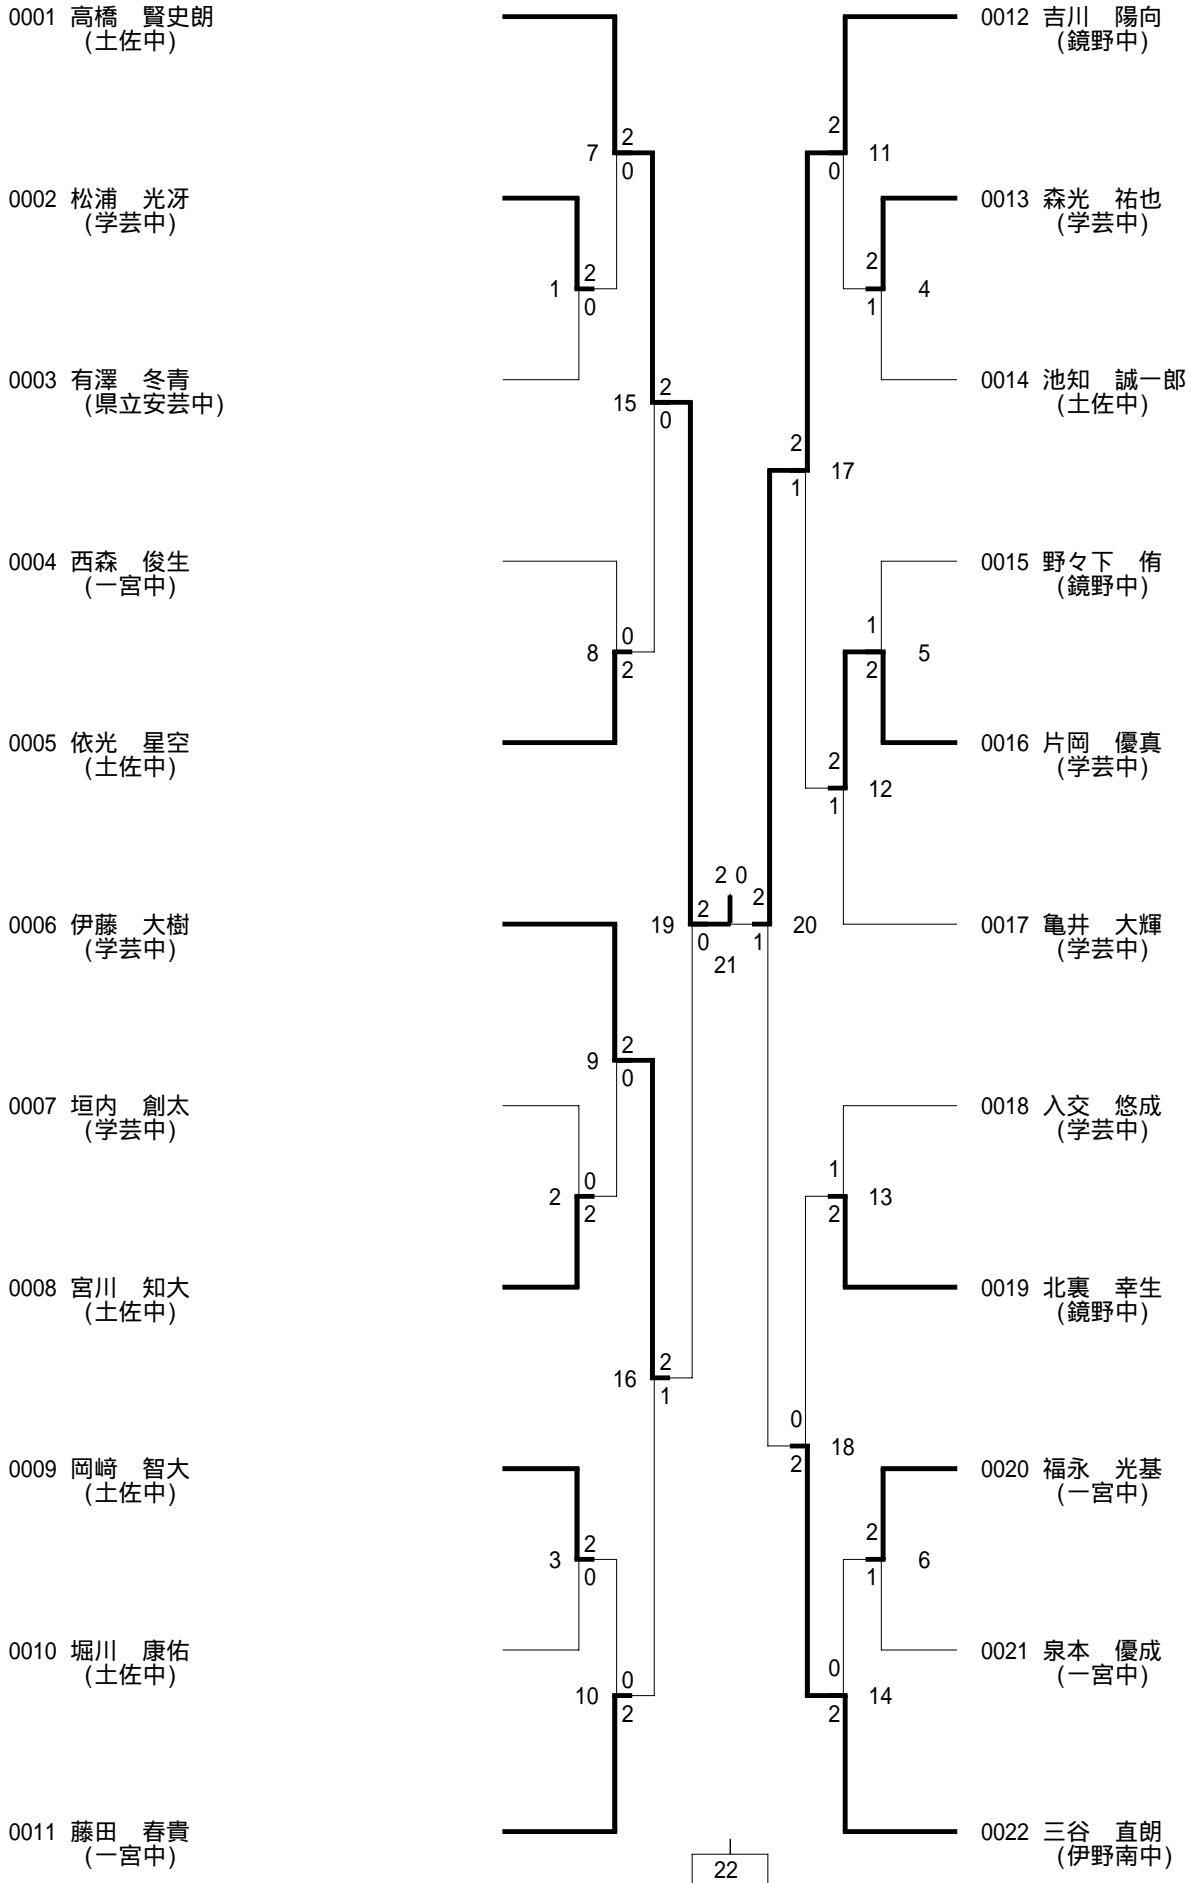 0001 高橋　賢史朗
(土佐中)
0002 松浦　光冴
(学芸中)
0003 有澤　冬青
(県立安芸中)
0004 西森　俊生
(一宮中)
0005 依光　星空
(土佐中)
0006 伊藤　大樹
(学芸中)
0007 垣内　創太
(学芸中)
0008 宮川　知大
(土佐中)
0009 岡﨑　智大
(土佐中)
0010 堀川　康佑
(土佐中)
0011 藤田　春貴
(一宮中)
7
2
0
1
2
0
15
2
0
8
0
2
19
2
0
9
2
0
2
0
2
16
2
1
3
2
0
10
0
2
2 0
21
22
2
0
11
2
1
4
2
1
17
1
2
5
2
1
12
2
1
20
1
2
13
0
2
18
2
1
6
0
2
14
0012 吉川　陽向
(鏡野中)
0013 森光　祐也
(学芸中)
0014 池知　誠一郎
(土佐中)
0015 野々下　侑
(鏡野中)
0016 片岡　優真
(学芸中)
0017 亀井　大輝
(学芸中)
0018 入交　悠成
(学芸中)
0019 北裏　幸生
(鏡野中)
0020 福永　光基
(一宮中)
0021 泉本　優成
(一宮中)
0022 三谷　直朗
(伊野南中)